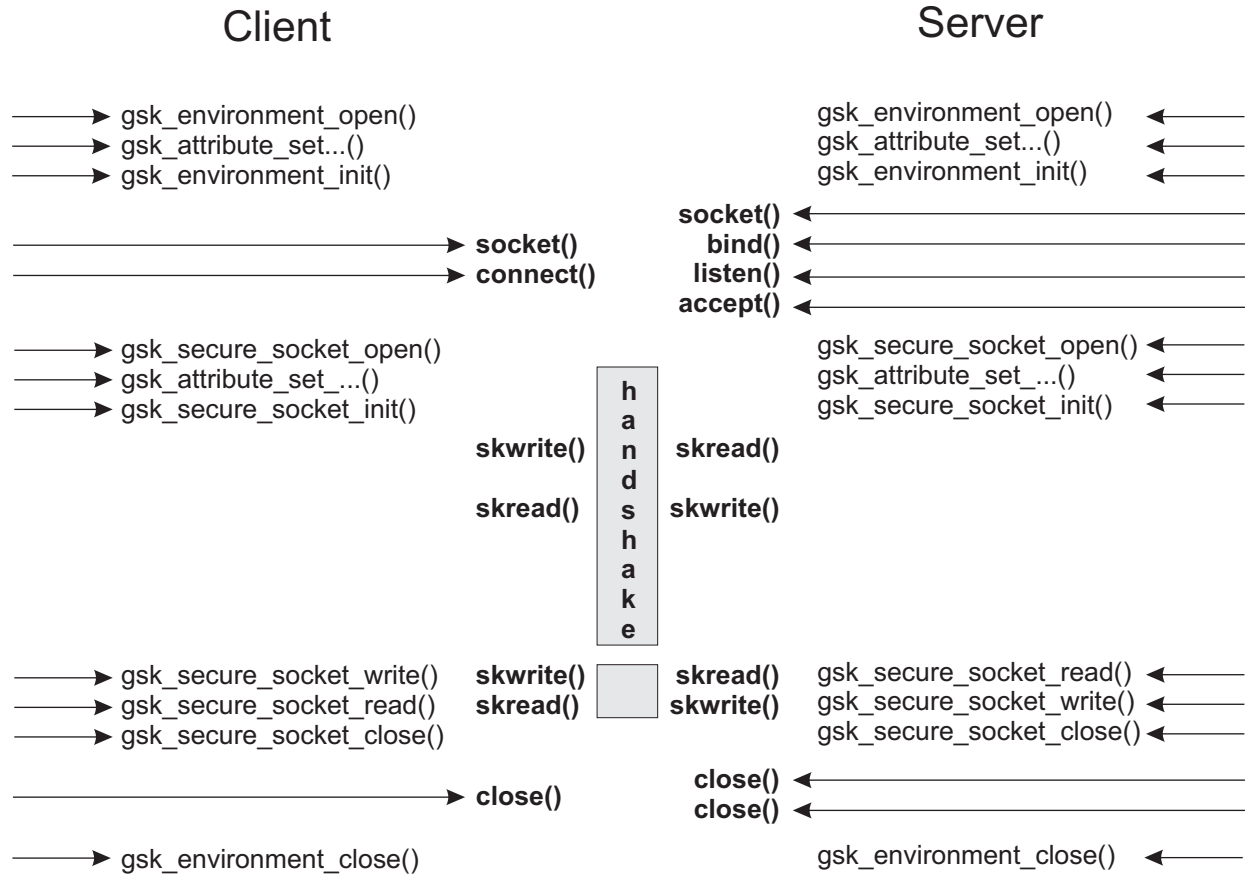 Client
Server
gsk_environment_open()
gsk_attribute_set...()
gsk_environment_init()
gsk_environment_open()
gsk_attribute_set...()
gsk_environment_init()
socket()
connect()
socket()
bind()
listen()
accept()
gsk_secure_socket_open()
gsk_attribute_set_...()
gsk_secure_socket_init()
gsk_secure_socket_open()
gsk_attribute_set_...()
gsk_secure_socket_init()
skwrite()
skread()
handshake
skread()
skwrite()
gsk_secure_socket_write()
gsk_secure_socket_read()
gsk_secure_socket_close()
skwrite()
skread()
skread()
skwrite()
gsk_secure_socket_read()
gsk_secure_socket_write()
gsk_secure_socket_close()
close()
close()
close()
gsk_environment_close()
gsk_environment_close()